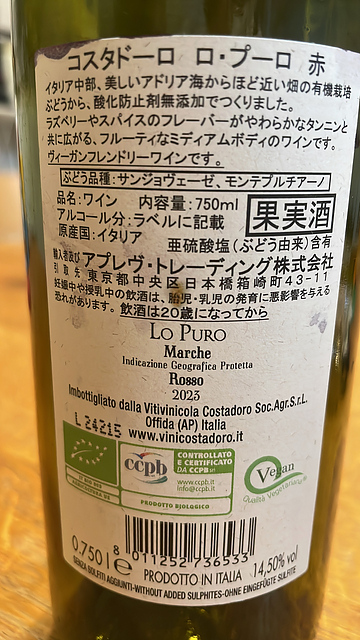 コスタドーロ ロ・プーロ 赤
イタリア中部、美しいアドリア海からほど近い畑の有機栽培
ぶどうから、酸化防止剤無添加でつくりました。
ラズベリーやスパイスのフレーバーがやわらかなタンニンと
共に広がる、フルーティなミディアムボディのワインです。
ヴィーガンフレンドリーワインです。
ぶどう品種：サンジョヴェーゼ、モンテプルチアーノ
品名：ワイン 内容量：750ml
アルコール分：ラベルに記載
果実酒
原産国：イタリア 亜硫酸塩（ぶどう由来）含有
輸入者及び引取先 アプレヴ・トレーディング株式会社
東京都中央区日本橋箱崎町43-11
妊娠中や授乳中の飲酒は、胎児・乳児の発育に悪影響を与える
恐れがあります。飲酒は20歳になってから
LO PURO
Marche
Indicazione Geografica Protetta
ROSSO
2023
Imbottigliato dalla Vitivinicola Costadoro Soc.Agr.S.r.L.
Offida (AP) Italia
L 24215 www.vinicostadoro.it
ccpb
CONTROLLATO
E CERTIFICATO
DA CCPB srl
www.ccpb.it
info@ccpb.it
PRODOTTO BIOLOGICO
Vegan
Qualità Vegetariana
8 011252 736533
0.750 l e PRODOTTO IN ITALIA 14,50% vol
SENZA SOLFITI AGGIUNTI-WITHOUT ADDED SULPHITES-OHNE EINGEFÜGTE SULFITE